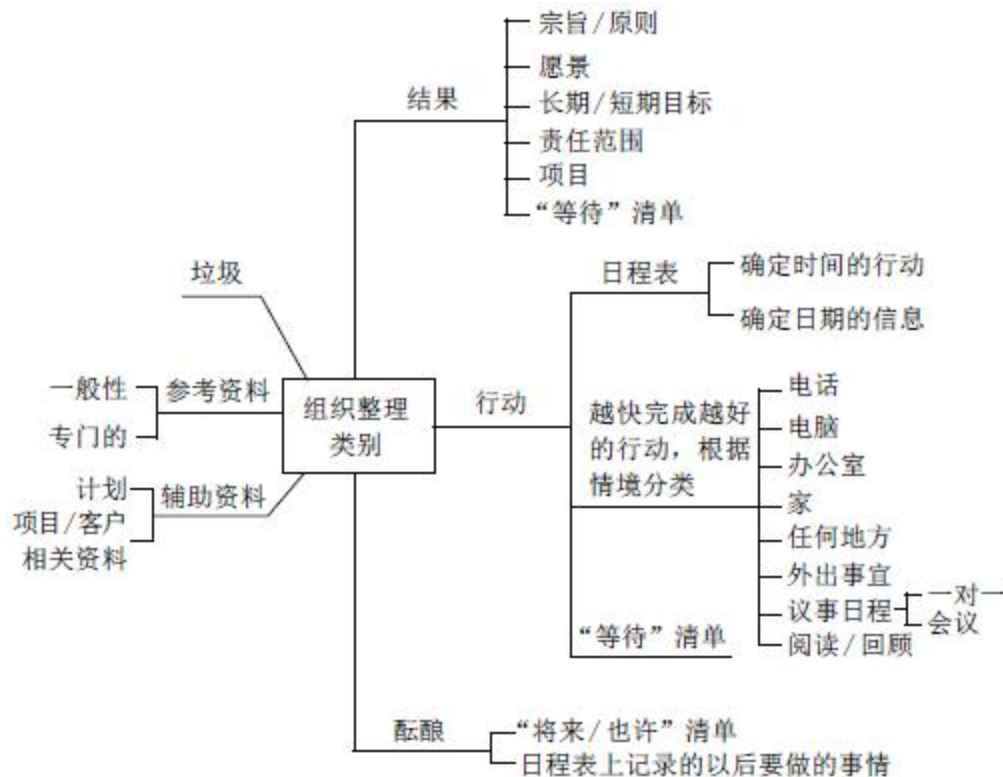 宗旨/原则
愿景
结果
长期/短期目标
责任范围
项目
“等待”清单
垃圾
日程表
确定时间的行动
确定日期的信息
一般性
参考资料
专门的
组织整理
类别
行动
越快完成越好
的行动，根据
情境分类
电话
电脑
办公室
家
任何地方
外出事宜
议事日程
一对一
会议
阅读/回顾
计划
辅助资料
项目/客户
相关资料
“等待”清单
酝酿
“将来/也许”清单
日程表上记录的以后要做的事情